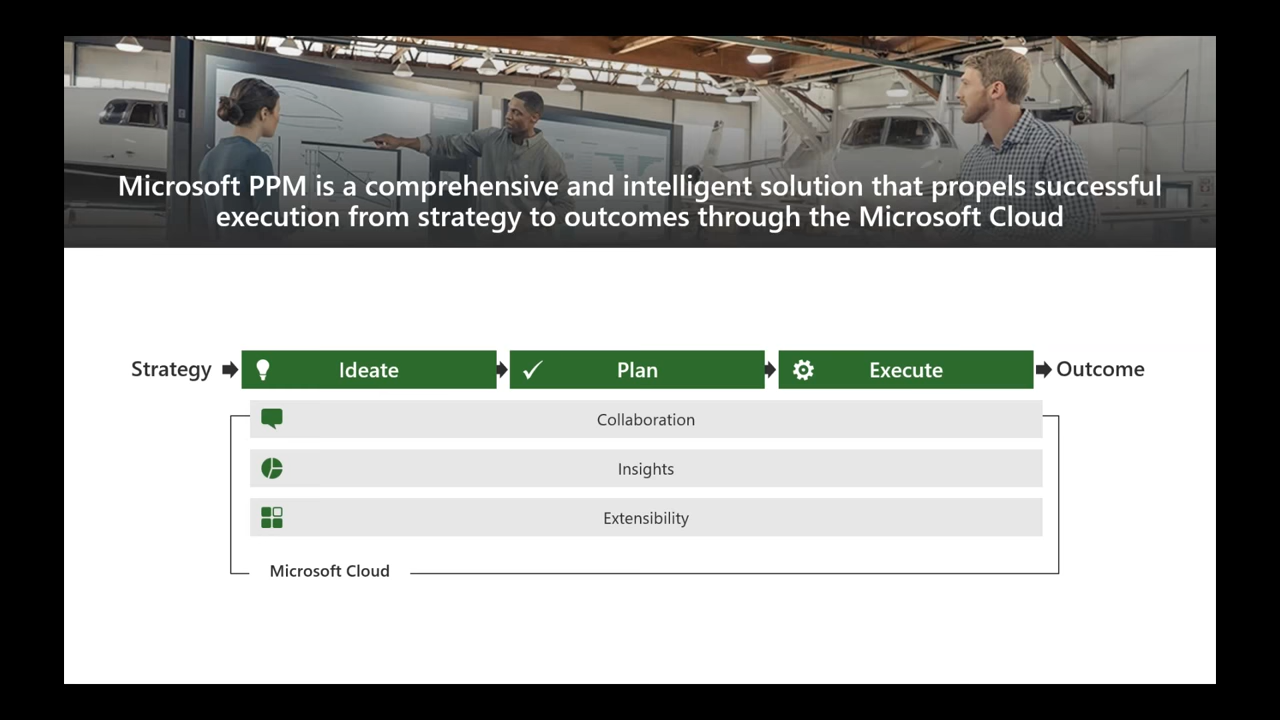 Microsoft PPM is a comprehensive and intelligent solution that propels successful
execution from strategy to outcomes through the Microsoft Cloud
Strategy Ideate Plan Execute Outcome
Collaboration
Insights
Extensibility
Microsoft Cloud